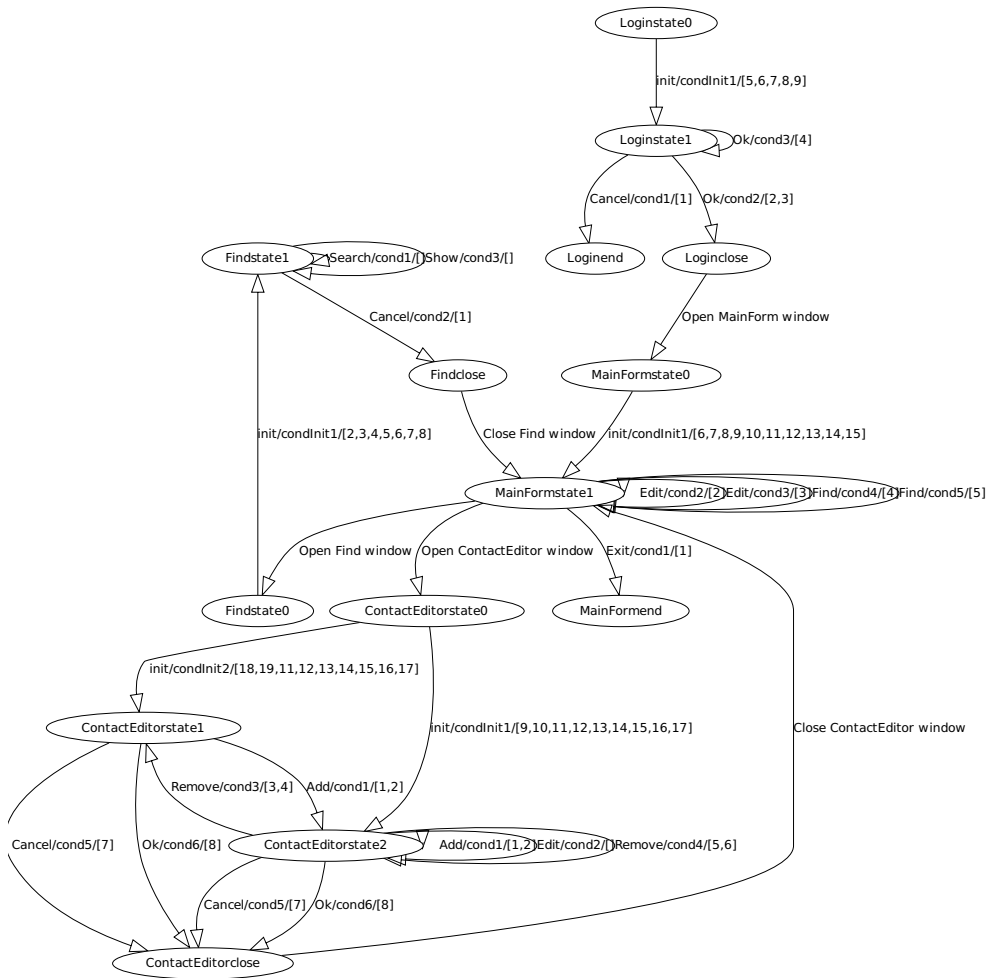 Loginstate0
init/condInit1/[5,6,7,8,9]
Loginstate1
Ok/cond3/[4]
Cancel/cond1/[1]
Ok/cond2/[2,3]
Findstate1
Search/cond1/[]
Show/cond3/[]
Loginend
Loginclose
Cancel/cond2/[1]
Open MainForm window
Findclose
MainFormstate0
init/condInit1/[2,3,4,5,6,7,8]
Close Find window
init/condInit1/[6,7,8,9,10,11,12,13,14,15]
MainFormstate1
Edit/cond2/[2]
Edit/cond3/[3]
Find/cond4/[4]
Find/cond5/[5]
Open Find window
Open ContactEditor window
Exit/cond1/[1]
Findstate0
ContactEditorstate0
MainFormend
init/condInit2/[18,19,11,12,13,14,15,16,17]
ContactEditorstate1
init/condInit1/[9,10,11,12,13,14,15,16,17]
Close ContactEditor window
Remove/cond3/[3,4]
Add/cond1/[1,2]
Cancel/cond5/[7]
Ok/cond6/[8]
ContactEditorstate2
Add/cond1/[1,2]
Edit/cond2/[]
Remove/cond4/[5,6]
Cancel/cond5/[7]
Ok/cond6/[8]
ContactEditorclose